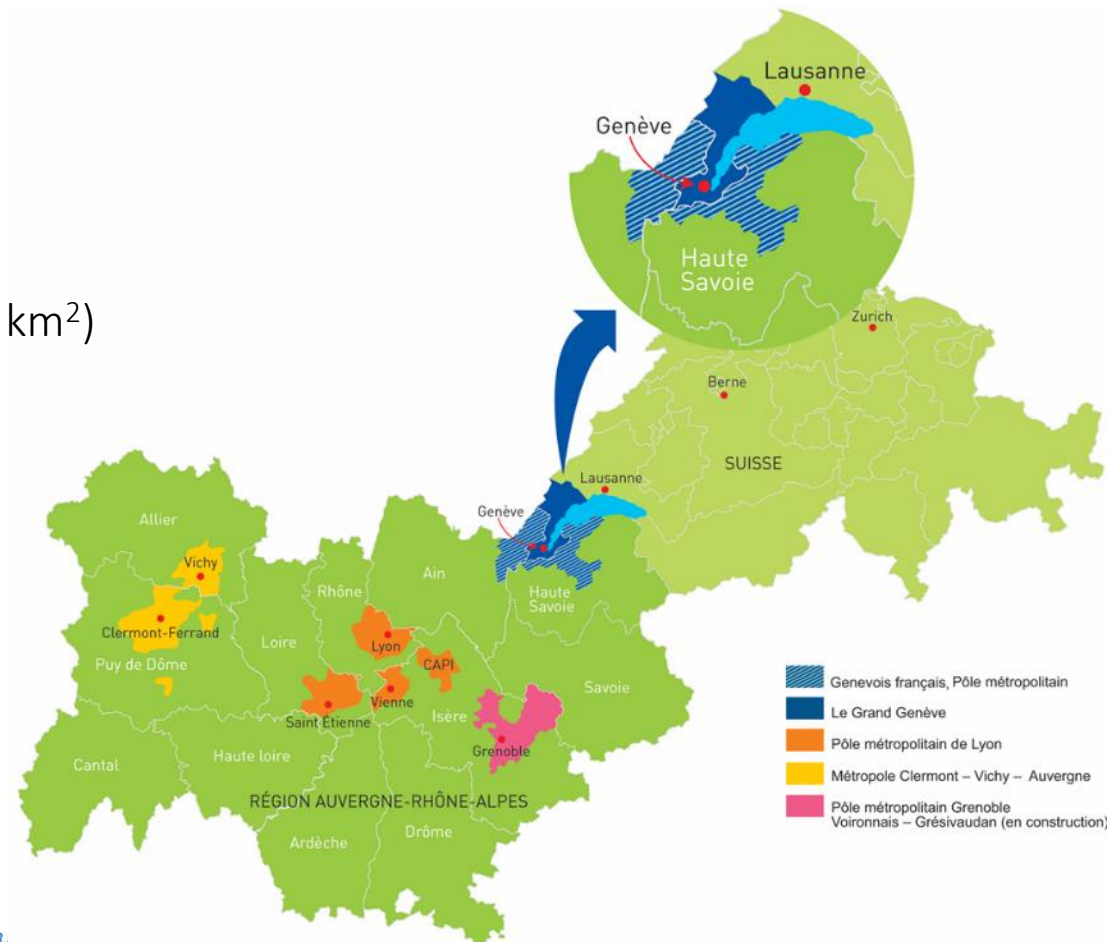 Lausanne
Genève
Haute
Savoie
km²)
Zurich
Berne
SUISSE
Lausanne
Genève
Allier
Vichy
Ain
Rhône
Haute
Savoie
Clermont-Ferrand
Loire
Lyon
Puy de Dôme
CAPI
Savoie
Vienne
Saint-Étienne
Isère
Grenoble
Haute loire
Cantal
RÉGION AUVERGNE-RHÔNE-ALPES
Drôme
Ardèche
Genevois français, Pôle métropolitain
Le Grand Genève
Pôle métropolitain de Lyon
Métropole Clermont – Vichy – Auvergne
Pôle métropolitain Grenoble
Voironnais – Grésivaudan (en construction)